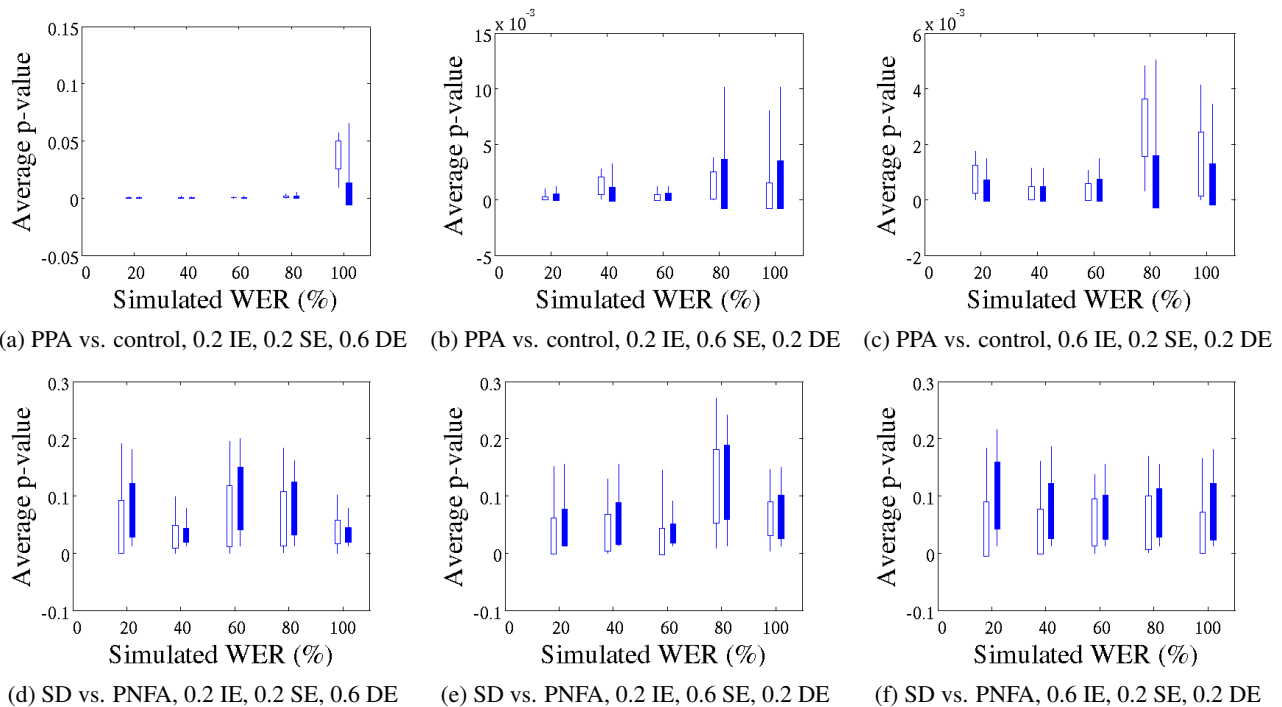 0.15
0.1
0.05
0
-0.05
0 20 40 60 80 100
Average p-value
Simulated WER (%)
(a) PPA vs. control, 0.2 IE, 0.2 SE, 0.6 DE
15 x 10⁻³
10
5
0
-5
0 20 40 60 80 100
Average p-value
Simulated WER (%)
(b) PPA vs. control, 0.2 IE, 0.6 SE, 0.2 DE
6 x 10⁻³
4
2
0
-2
0 20 40 60 80 100
Average p-value
Simulated WER (%)
(c) PPA vs. control, 0.6 IE, 0.2 SE, 0.2 DE
0.3
0.2
0.1
0
-0.1
0 20 40 60 80 100
Average p-value
Simulated WER (%)
(d) SD vs. PNFA, 0.2 IE, 0.2 SE, 0.6 DE
0.3
0.2
0.1
0
-0.1
0 20 40 60 80 100
Average p-value
Simulated WER (%)
(e) SD vs. PNFA, 0.2 IE, 0.6 SE, 0.2 DE
0.3
0.2
0.1
0
-0.1
0 20 40 60 80 100
Average p-value
Simulated WER (%)
(f) SD vs. PNFA, 0.6 IE, 0.2 SE, 0.2 DE